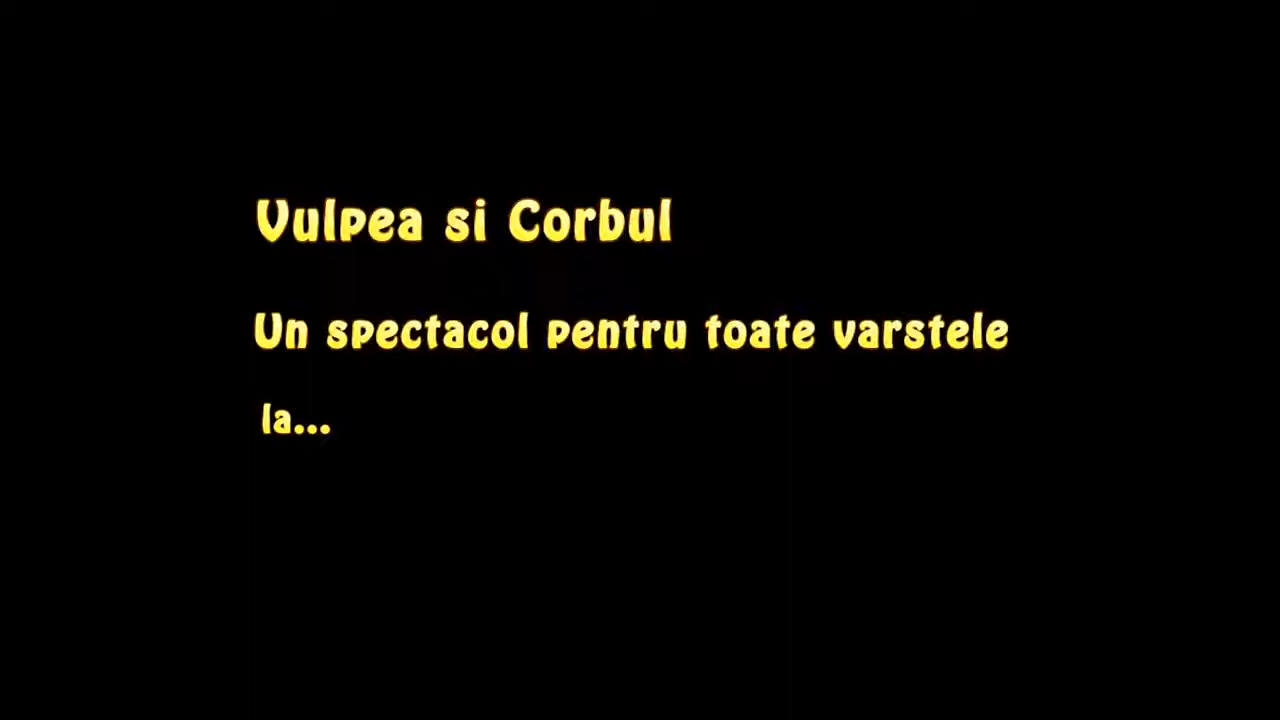 Vulpea si Corbul
Un spectacol pentru toate varstele
la...